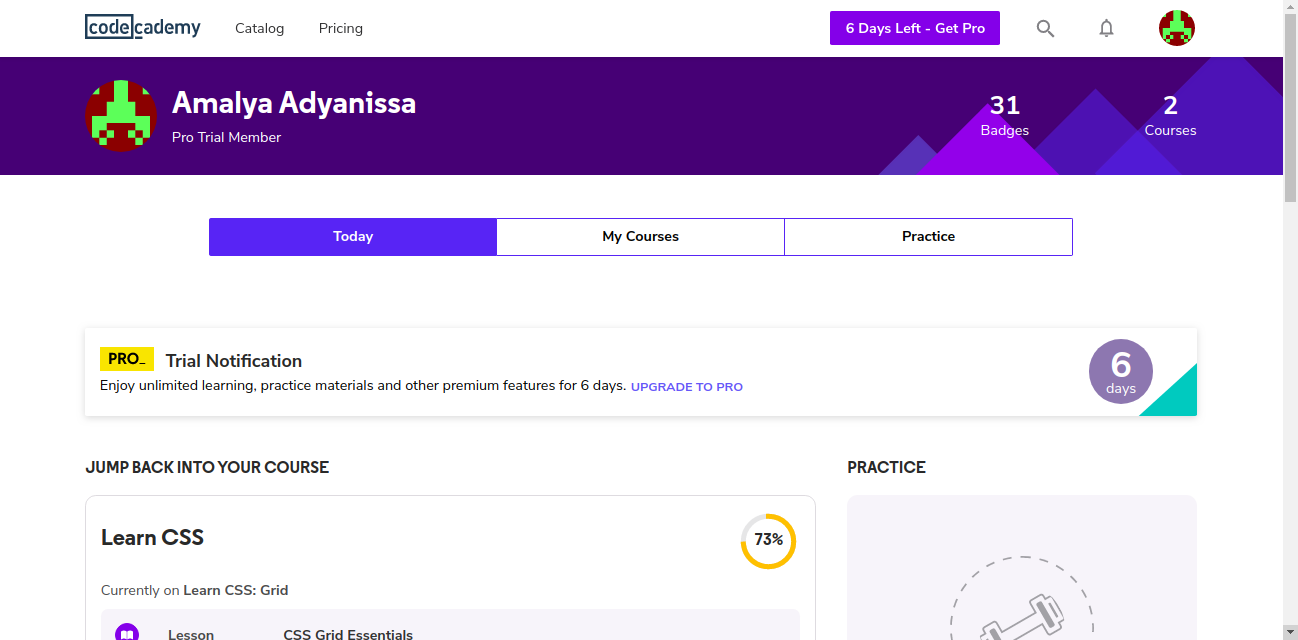 codecademy
Catalog
Pricing
6 Days Left - Get Pro
Amalya Adyanissa
Pro Trial Member
31
Badges
2
Courses
Today
My Courses
Practice
PRO_ Trial Notification
Enjoy unlimited learning, practice materials and other premium features for 6 days. UPGRADE TO PRO
6
days
JUMP BACK INTO YOUR COURSE
Learn CSS
73%
Currently on Learn CSS: Grid
Lesson
CSS Grid Essentials
PRACTICE